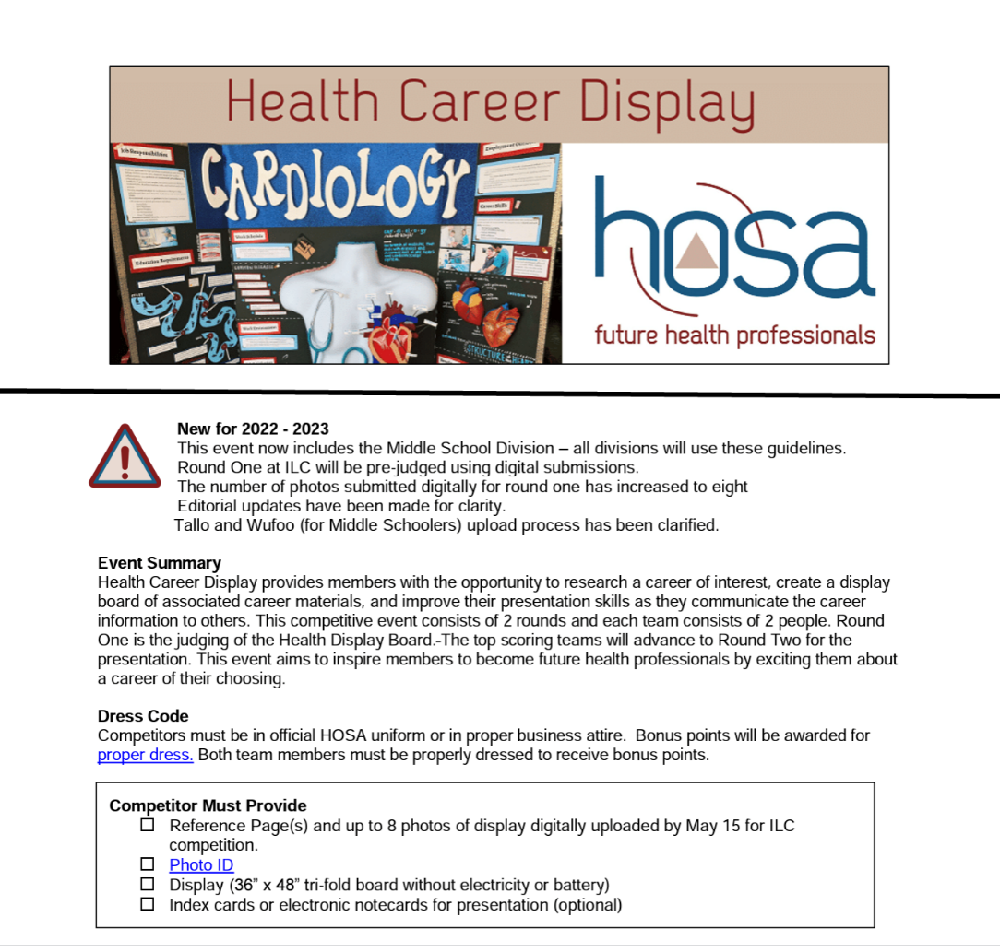 Health Career Display
Job Responsibilities
CARDIOLOGY
Career Skills
Work Schedule
Education Requirements
Work Environment
STRUCTURE
hosa
future health professionals
New for 2022 - 2023
This event now includes the Middle School Division – all divisions will use these guidelines.
Round One at ILC will be pre-judged using digital submissions.
The number of photos submitted digitally for round one has increased to eight
Editorial updates have been made for clarity.
Tallo and Wufoo (for Middle Schoolers) upload process has been clarified.
Event Summary
Health Career Display provides members with the opportunity to research a career of interest, create a display
board of associated career materials, and improve their presentation skills as they communicate the career
information to others. This competitive event consists of 2 rounds and each team consists of 2 people. Round
One is the judging of the Health Display Board.-The top scoring teams will advance to Round Two for the
presentation. This event aims to inspire members to become future health professionals by exciting them about
a career of their choosing.
Dress Code
Competitors must be in official HOSA uniform or in proper business attire.  Bonus points will be awarded for
proper dress. Both team members must be properly dressed to receive bonus points.
Competitor Must Provide
☐ Reference Page(s) and up to 8 photos of display digitally uploaded by May 15 for ILC
competition.
☐ Photo ID
☐ Display (36” x 48” tri-fold board without electricity or battery)
☐ Index cards or electronic notecards for presentation (optional)